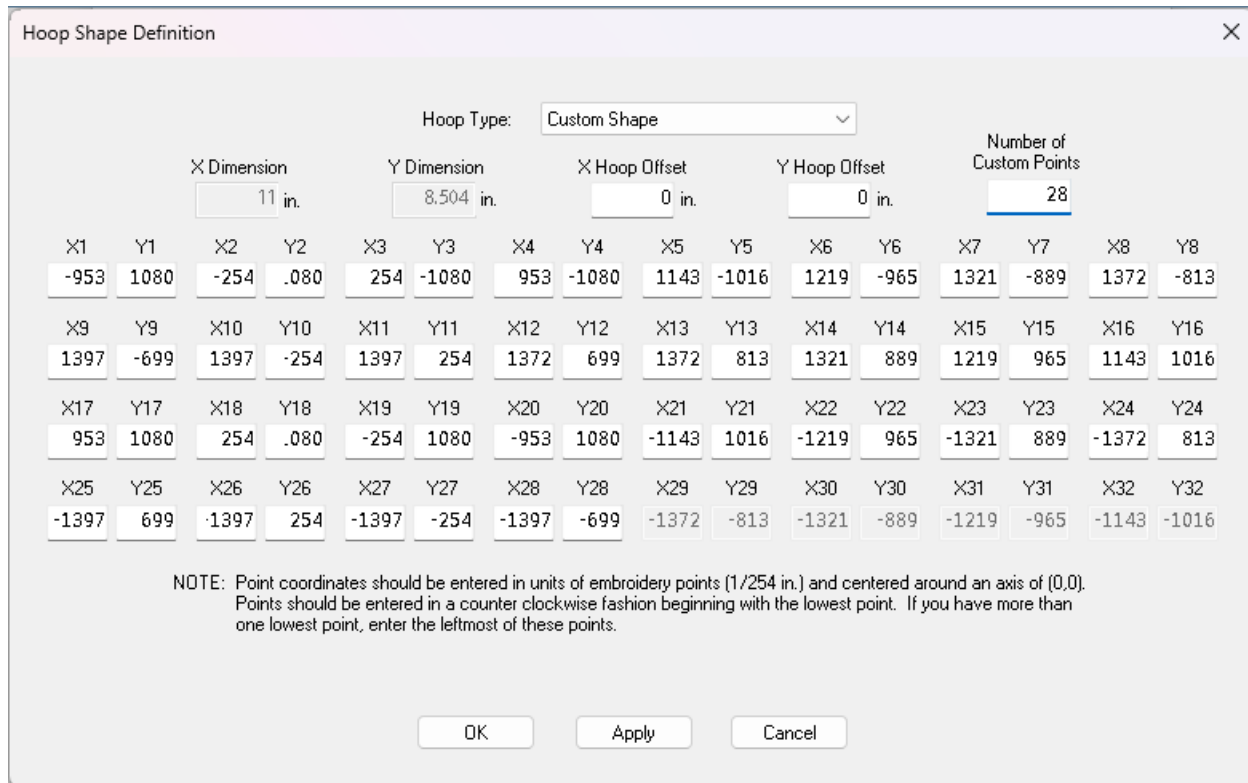 Hoop Shape Definition
Hoop Type: Custom Shape
Number of
Custom Points
X Dimension Y Dimension X Hoop Offset Y Hoop Offset
11 in. 8.504 in. 0 in. 0 in. 28
X1 Y1 X2 Y2 X3 Y3 X4 Y4 X5 Y5 X6 Y6 X7 Y7 X8 Y8
-953 1080 -254 .080 254 -1080 953 -1080 1143 -1016 1219 -965 1321 -889 1372 -813
X9 Y9 X10 Y10 X11 Y11 X12 Y12 X13 Y13 X14 Y14 X15 Y15 X16 Y16
1397 -699 1397 -254 1397 254 1372 699 1372 813 1321 889 1219 965 1143 1016
X17 Y17 X18 Y18 X19 Y19 X20 Y20 X21 Y21 X22 Y22 X23 Y23 X24 Y24
953 1080 254 .080 -254 1080 -953 1080 -1143 1016 -1219 965 -1321 889 -1372 813
X25 Y25 X26 Y26 X27 Y27 X28 Y28 X29 Y29 X30 Y30 X31 Y31 X32 Y32
-1397 699 -1397 254 -1397 -254 -1397 -699 -1372 -813 -1321 -889 -1219 -965 -1143 -1016
NOTE: Point coordinates should be entered in units of embroidery points (1/254 in.) and centered around an axis of (0,0).
Points should be entered in a counter clockwise fashion beginning with the lowest point. If you have more than
one lowest point, enter the leftmost of these points.
OK Apply Cancel